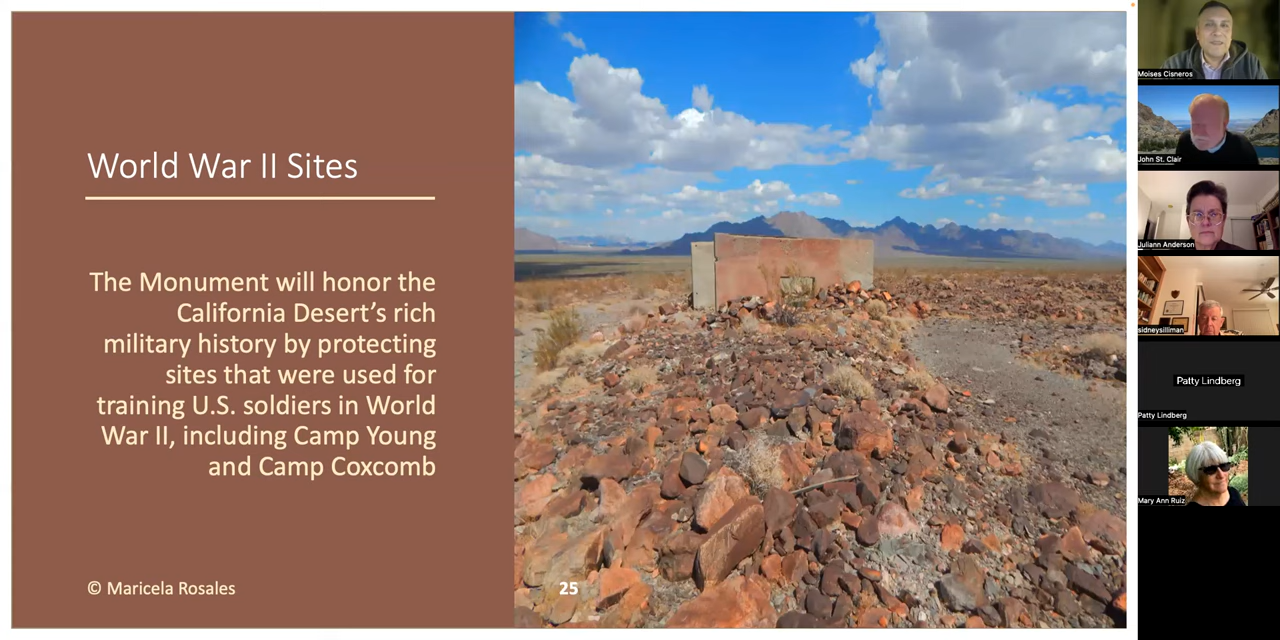 World War II Sites
The Monument will honor the
California Desert’s rich
military history by protecting
sites that were used for
training U.S. soldiers in World
War II, including Camp Young
and Camp Coxcomb
© Maricela Rosales
25
Moises Cisneros
John St. Clair
Juliann Anderson
sidneysilliman
Patty Lindberg
Patty Lindberg
Mary Ann Ruiz